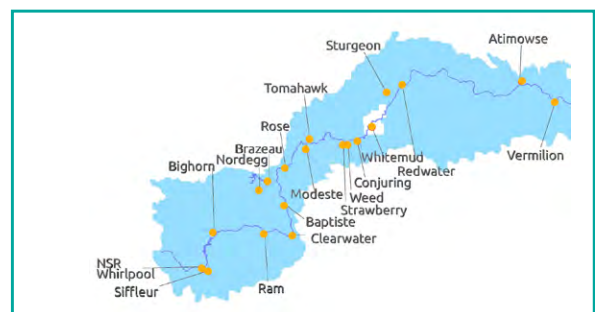 Atimowse
Sturgeon
Tomahawk
Rose
Brazeau
Nordegg
Bighorn
Vermilion
Whitemud
Redwater
Conjuring
Modeste
Weed
Strawberry
Baptiste
Clearwater
NSR
Whirlpool
Siffleur
Ram